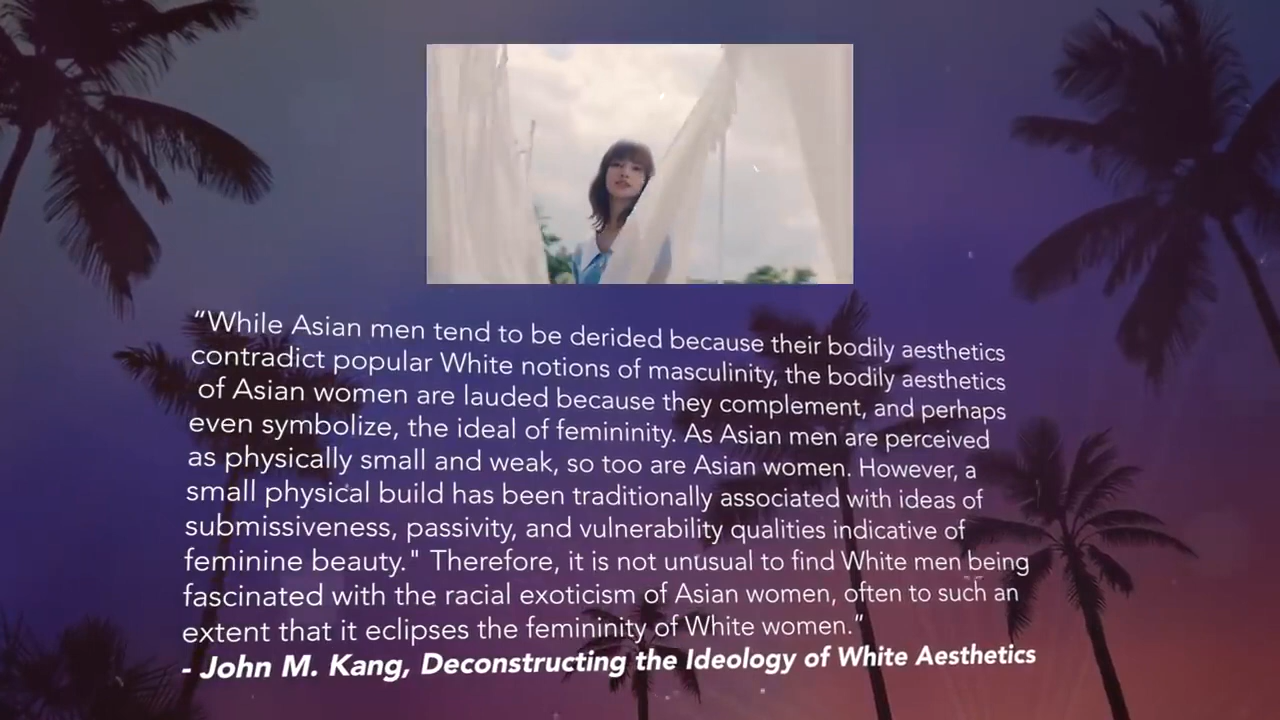 “While Asian men tend to be derided because their bodily aesthetics
contradict popular White notions of masculinity, the bodily aesthetics
of Asian women are lauded because they complement, and perhaps
even symbolize, the ideal of femininity. As Asian men are perceived
as physically small and weak, so too are Asian women. However, a
small physical build has been traditionally associated with ideas of
submissiveness, passivity, and vulnerability qualities indicative of
feminine beauty." Therefore, it is not unusual to find White men being
fascinated with the racial exoticism of Asian women, often to such an
extent that it eclipses the femininity of White women.”
- John M. Kang, Deconstructing the Ideology of White Aesthetics